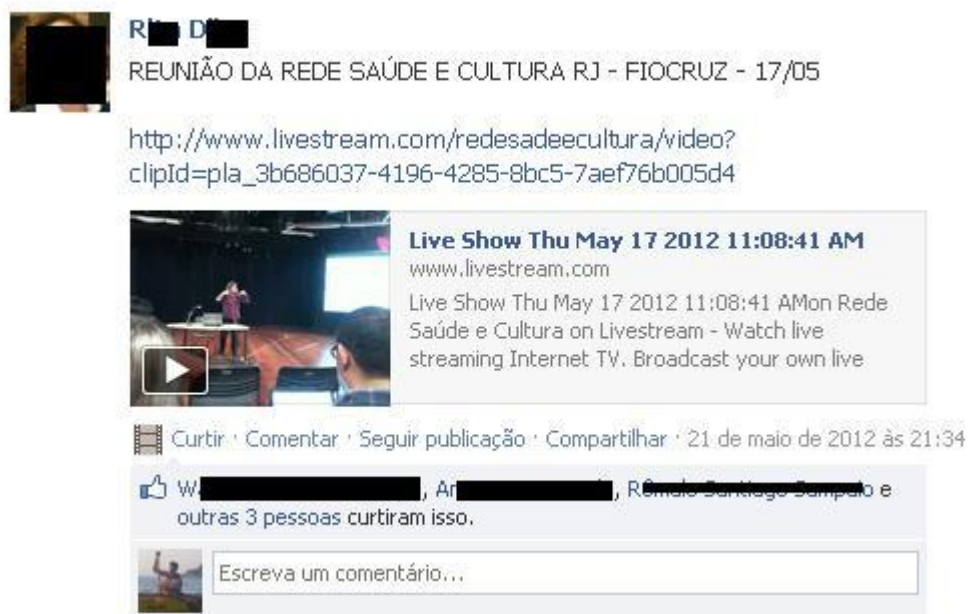 REUNIÃO DA REDE SAÚDE E CULTURA RJ - FIOCRUZ - 17/05
http://www.livestream.com/redesadeecultura/video?
clipId=pla_3b686037-4196-4285-8bc5-7aef76b005d4
Live Show Thu May 17 2012 11:08:41 AM
www.livestream.com
Live Show Thu May 17 2012 11:08:41 AMon Rede
Saúde e Cultura on Livestream - Watch live
streaming Internet TV. Broadcast your own live
Curtir · Comentar · Seguir publicação · Compartilhar · 21 de maio de 2012 às 21:34
, , e
outras 3 pessoas curtiram isso.
Escreva um comentário...